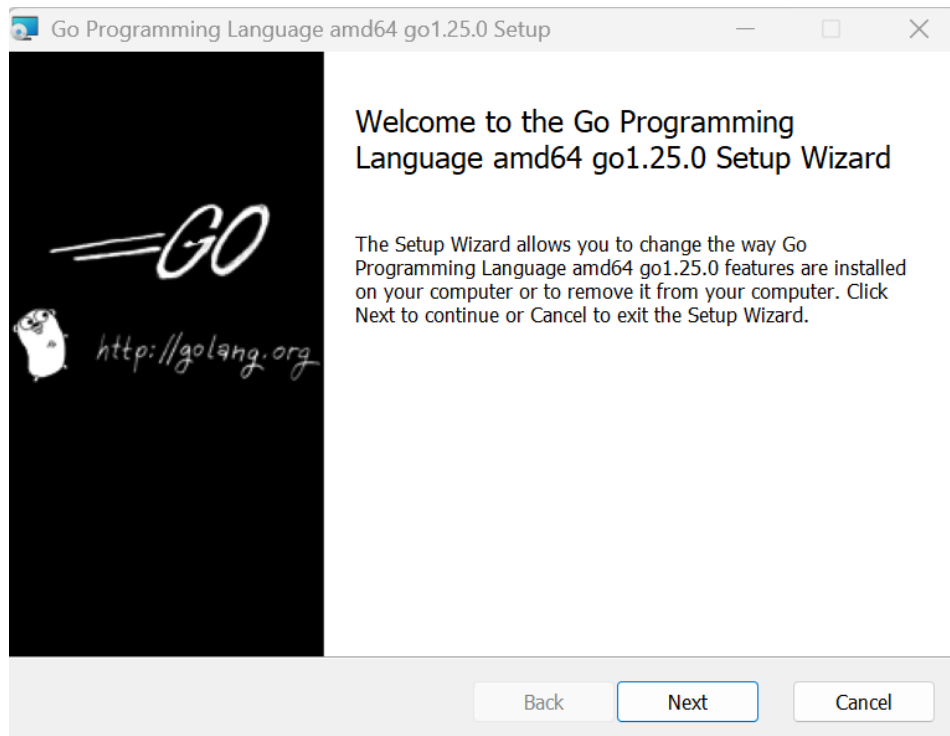 Go Programming Language amd64 go1.25.0 Setup
Welcome to the Go Programming
Language amd64 go1.25.0 Setup Wizard
GO
http://golang.org
The Setup Wizard allows you to change the way Go
Programming Language amd64 go1.25.0 features are installed
on your computer or to remove it from your computer. Click
Next to continue or Cancel to exit the Setup Wizard.
Back
Next
Cancel